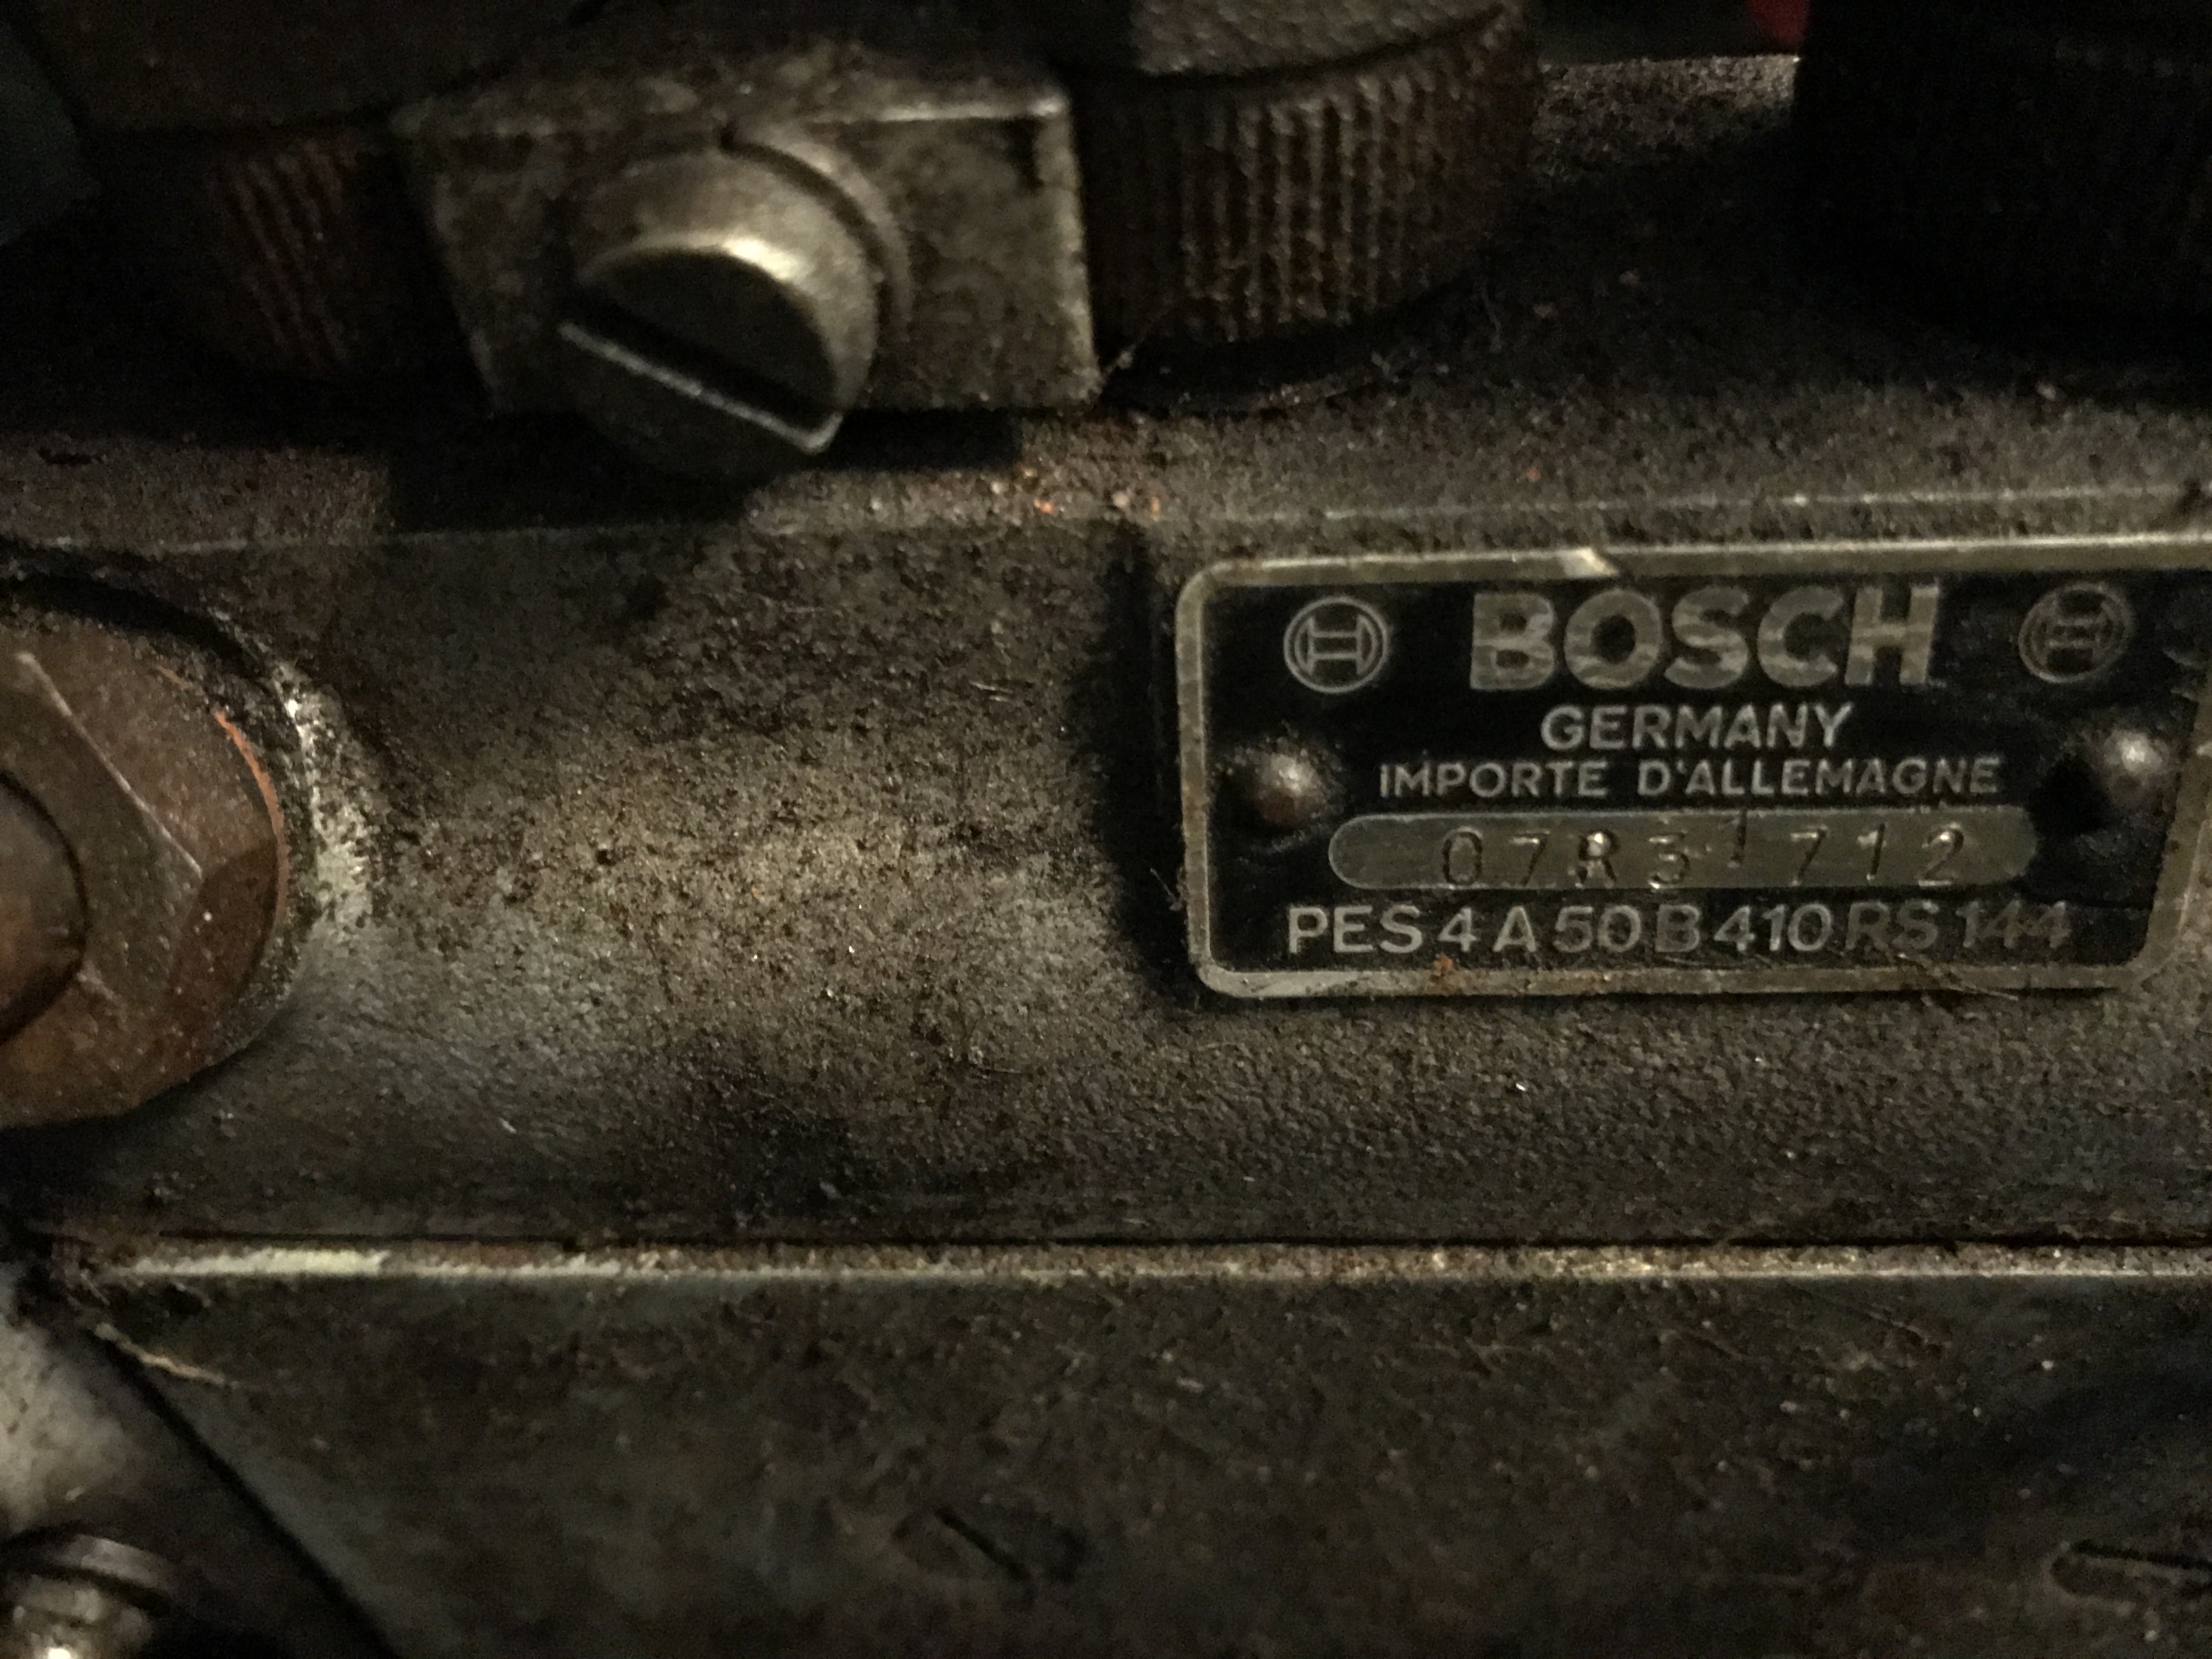 BOSCH
GERMANY
IMPORTE D'ALLEMAGNE
07R31712
PES 4 A 50 B 410 RS 144